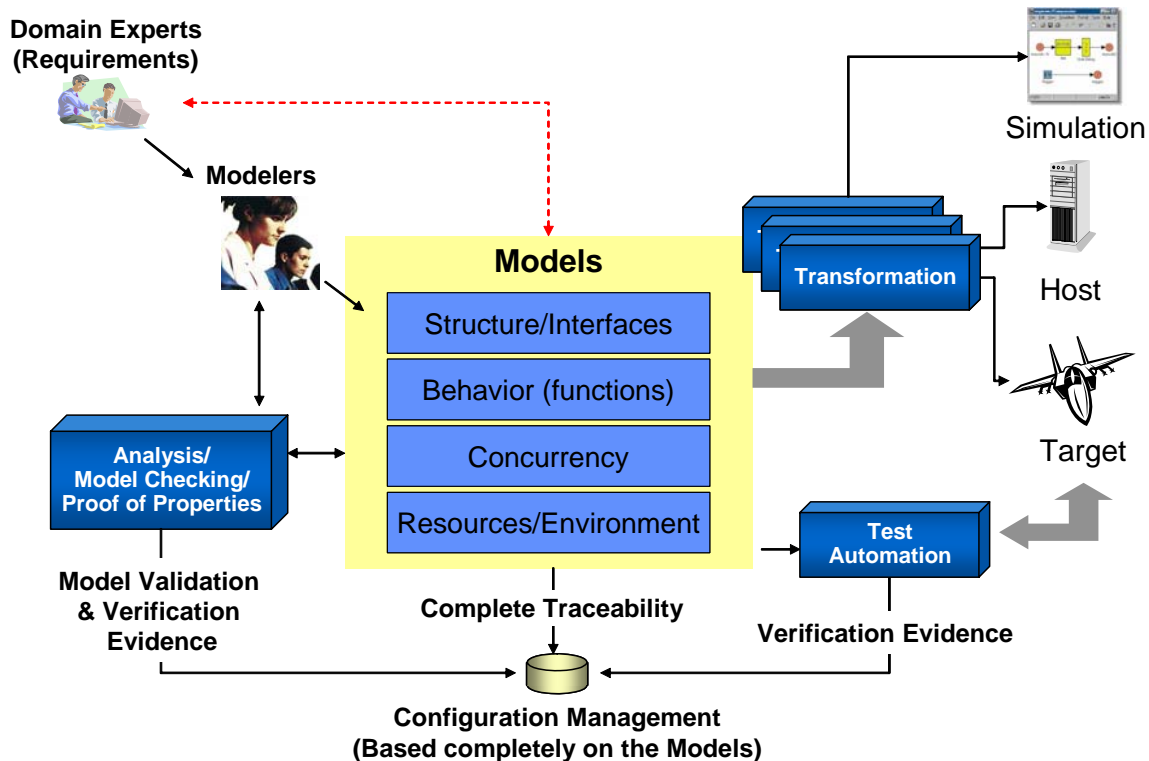 Domain Experts
(Requirements)
Modelers
Models
Structure/Interfaces
Behavior (functions)
Concurrency
Resources/Environment
Analysis/
Model Checking/
Proof of Properties
Transformation
Simulation
Host
Target
Test
Automation
Model Validation
& Verification
Evidence
Complete Traceability
Verification Evidence
Configuration Management
(Based completely on the Models)